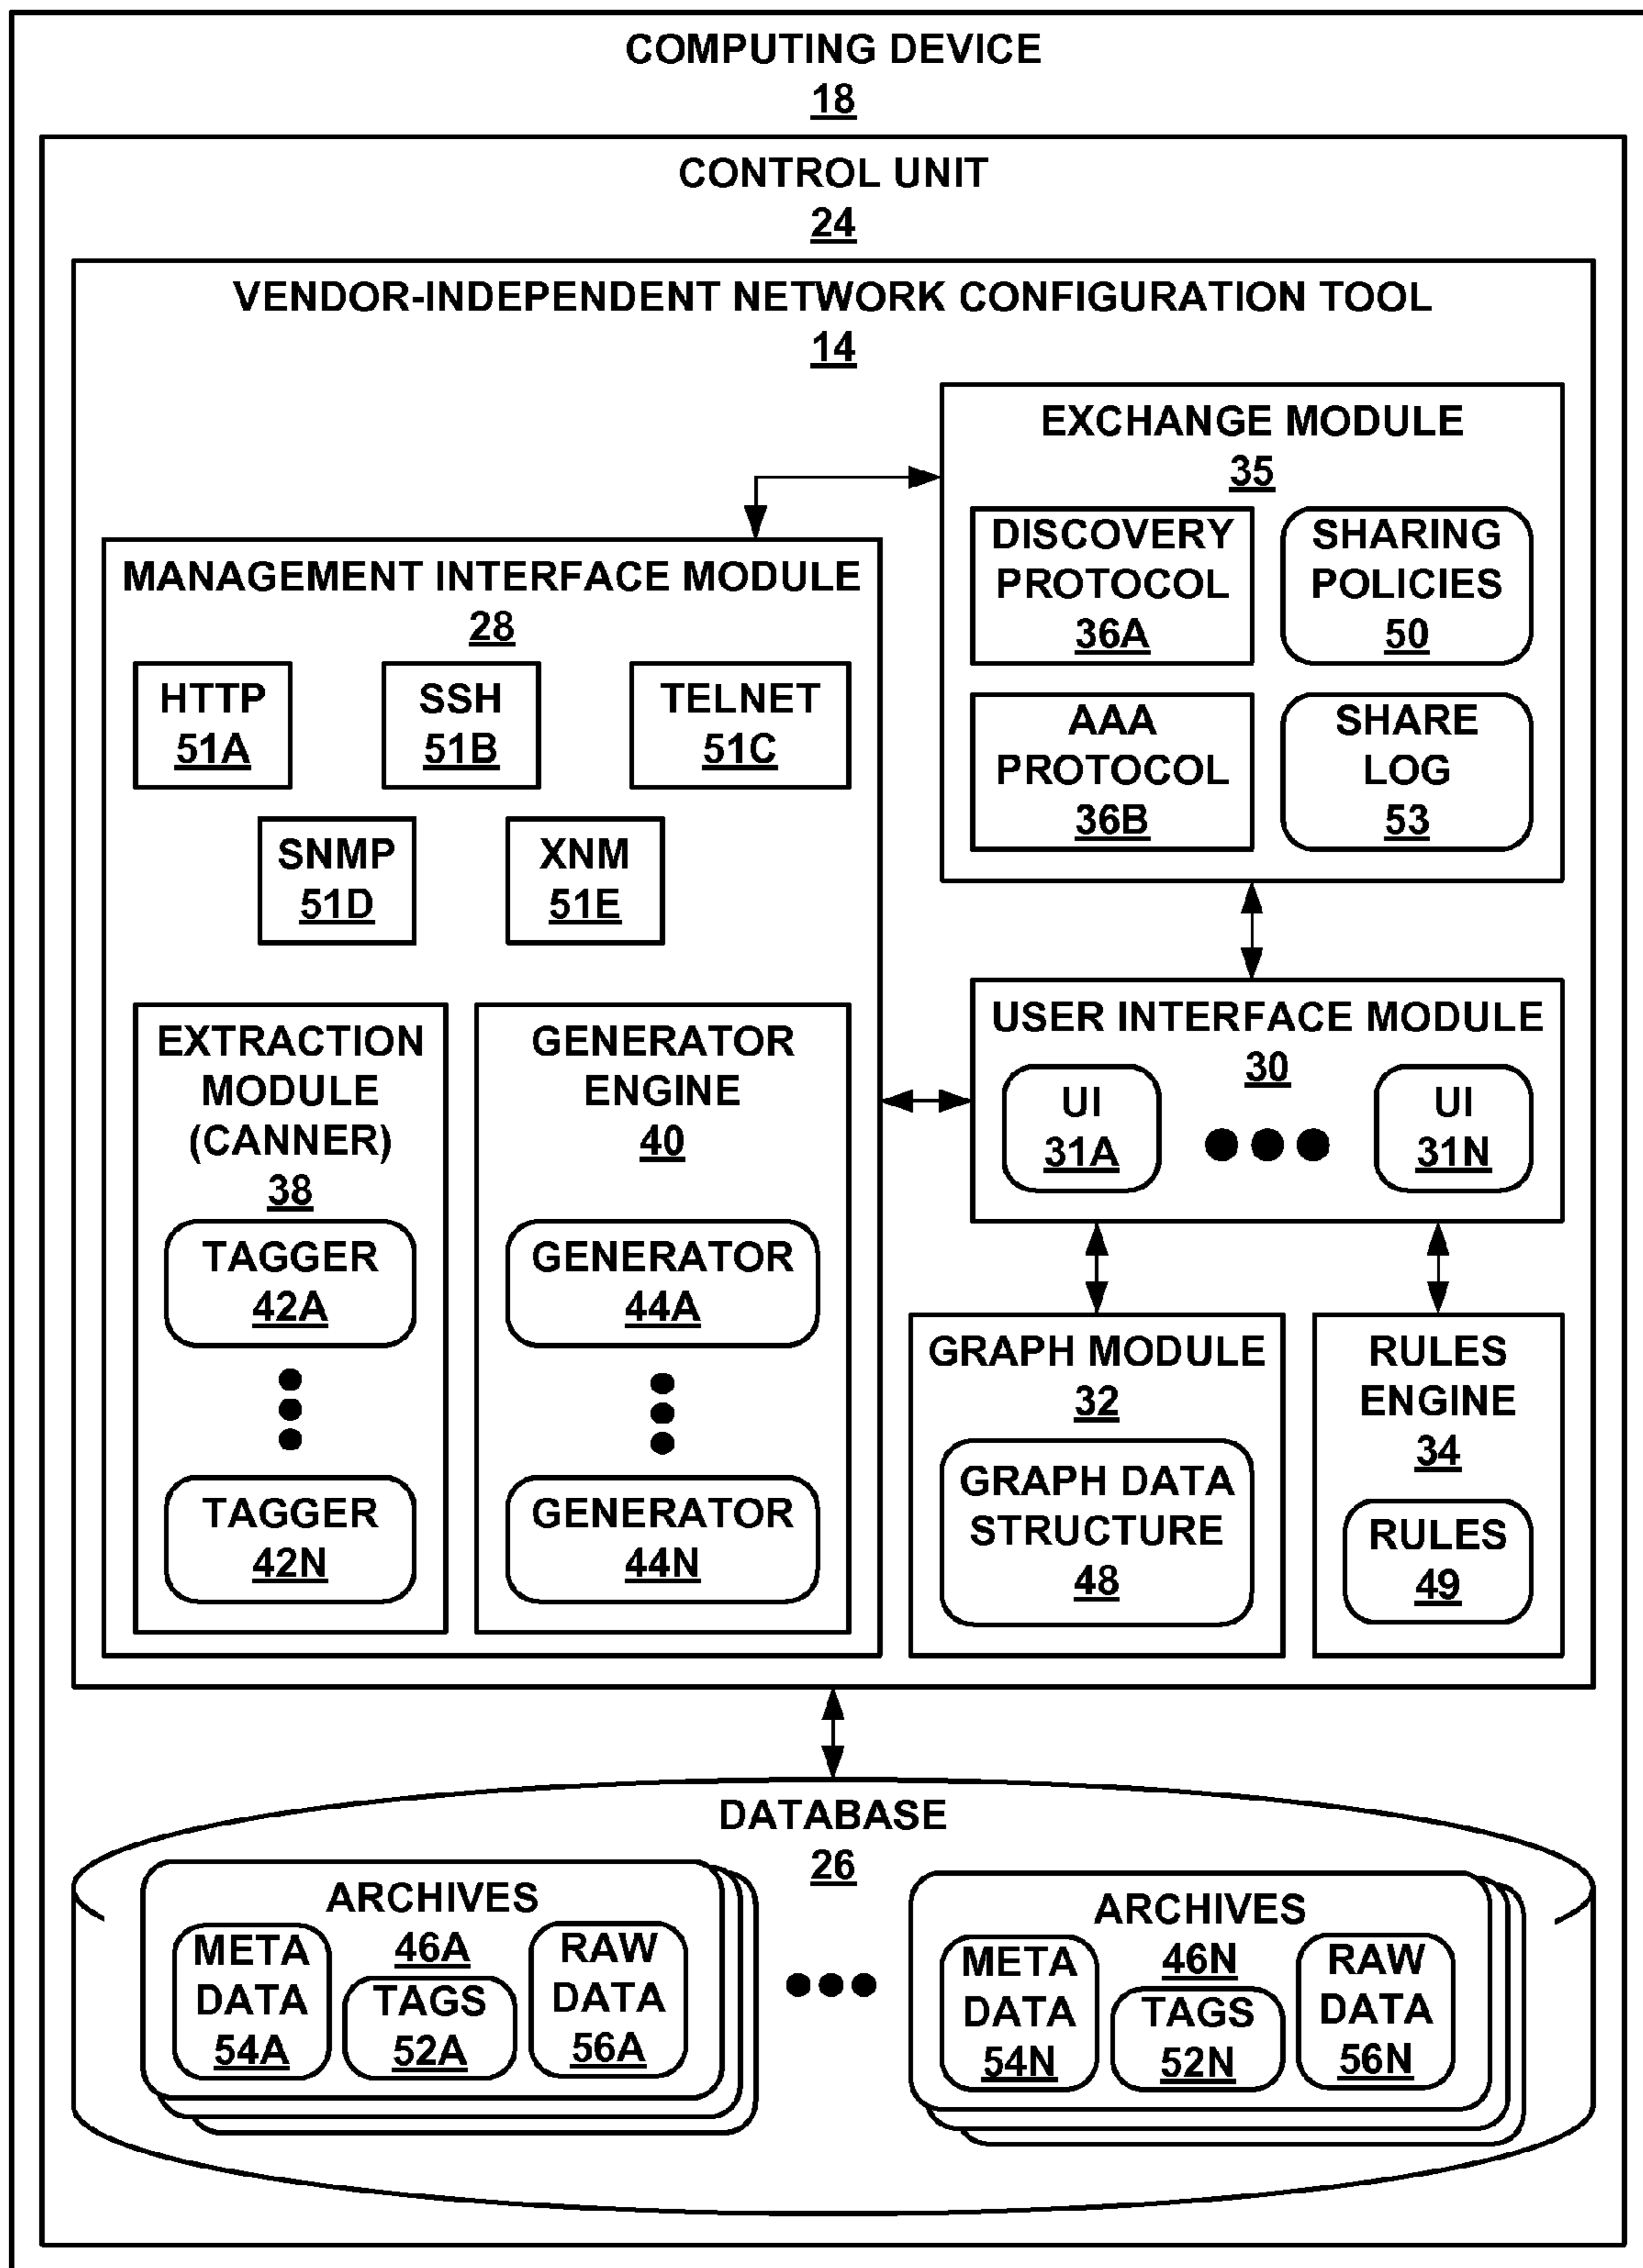 COMPUTING DEVICE
18
CONTROL UNIT
24
VENDOR-INDEPENDENT NETWORK CONFIGURATION TOOL
14
EXCHANGE MODULE
35
DISCOVERY
PROTOCOL
36A
SHARING
POLICIES
50
AAA
PROTOCOL
36B
SHARE
LOG
53
MANAGEMENT INTERFACE MODULE
28
HTTP
51A
SSH
51B
TELNET
51C
SNMP
51D
XNM
51E
EXTRACTION
MODULE
(CANNER)
38
TAGGER
42A
TAGGER
42N
GENERATOR
ENGINE
40
GENERATOR
44A
GENERATOR
44N
USER INTERFACE MODULE
30
UI
31A
UI
31N
GRAPH MODULE
32
GRAPH DATA
STRUCTURE
48
RULES
ENGINE
34
RULES
49
DATABASE
26
ARCHIVES
46A
META
DATA
54A
TAGS
52A
RAW
DATA
56A
ARCHIVES
46N
META
DATA
54N
TAGS
52N
RAW
DATA
56N